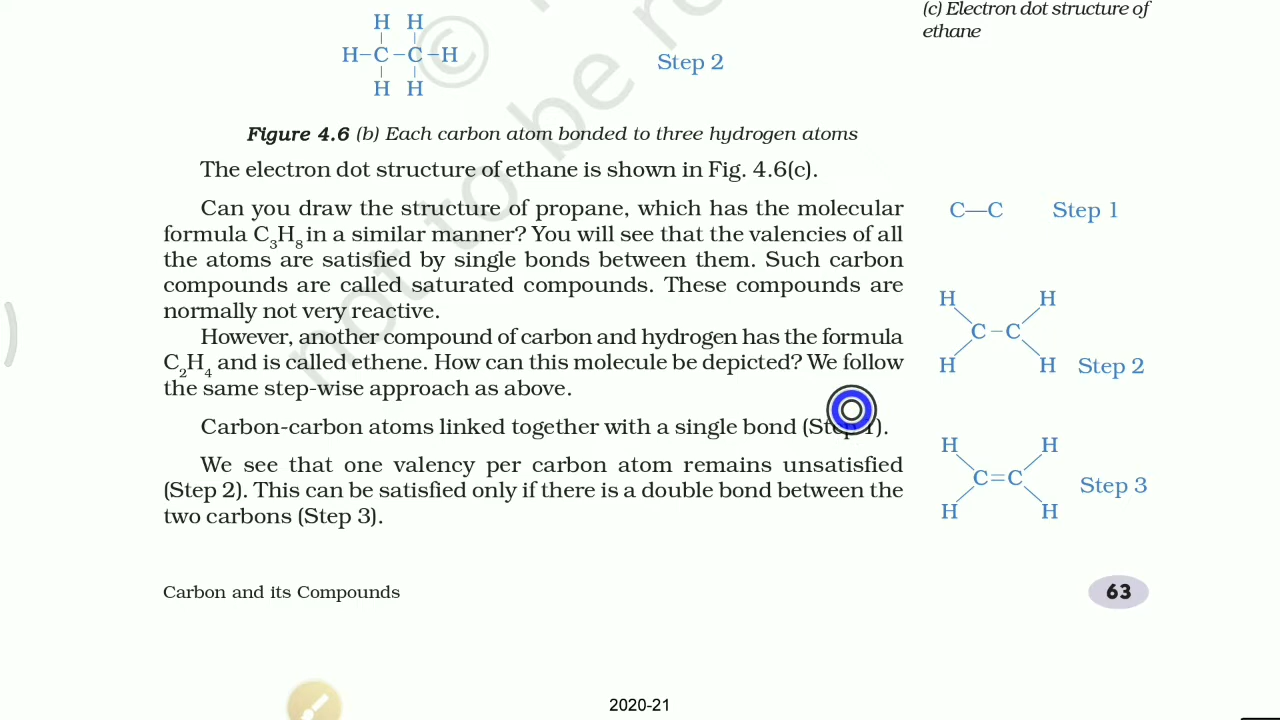 (c) Electron dot structure of
ethane
H H
H–C–C–H
H H
Step 2
Figure 4.6 (b) Each carbon atom bonded to three hydrogen atoms
The electron dot structure of ethane is shown in Fig. 4.6(c).
Can you draw the structure of propane, which has the molecular
formula C₃H₈ in a similar manner? You will see that the valencies of all
the atoms are satisfied by single bonds between them. Such carbon
compounds are called saturated compounds. These compounds are
normally not very reactive.
However, another compound of carbon and hydrogen has the formula
C₂H₄ and is called ethene. How can this molecule be depicted? We follow
the same step-wise approach as above.
Carbon-carbon atoms linked together with a single bond (Step 1).
We see that one valency per carbon atom remains unsatisfied
(Step 2). This can be satisfied only if there is a double bond between the
two carbons (Step 3).
C—C Step 1
H H
C–C
H H Step 2
H H
C=C Step 3
H H
Carbon and its Compounds
63
2020-21
© not to be